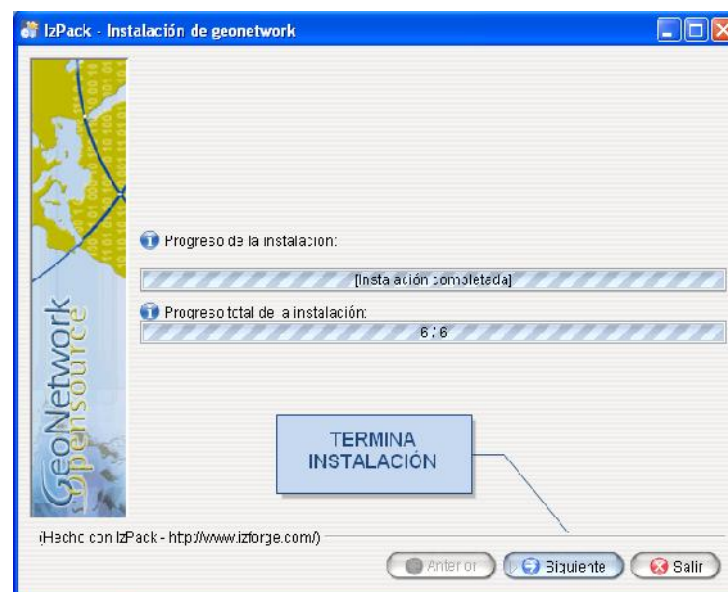 IzPack - Instalación de geonetwork
GeoNetwork
Opensource
Progreso de la instalación:
[Instalación completada]
Progreso total de la instalación:
6 / 6
TERMINA
INSTALACIÓN
(Hecho con IzPack - http://www.izforge.com/)
Anterior
Siguiente
Salir